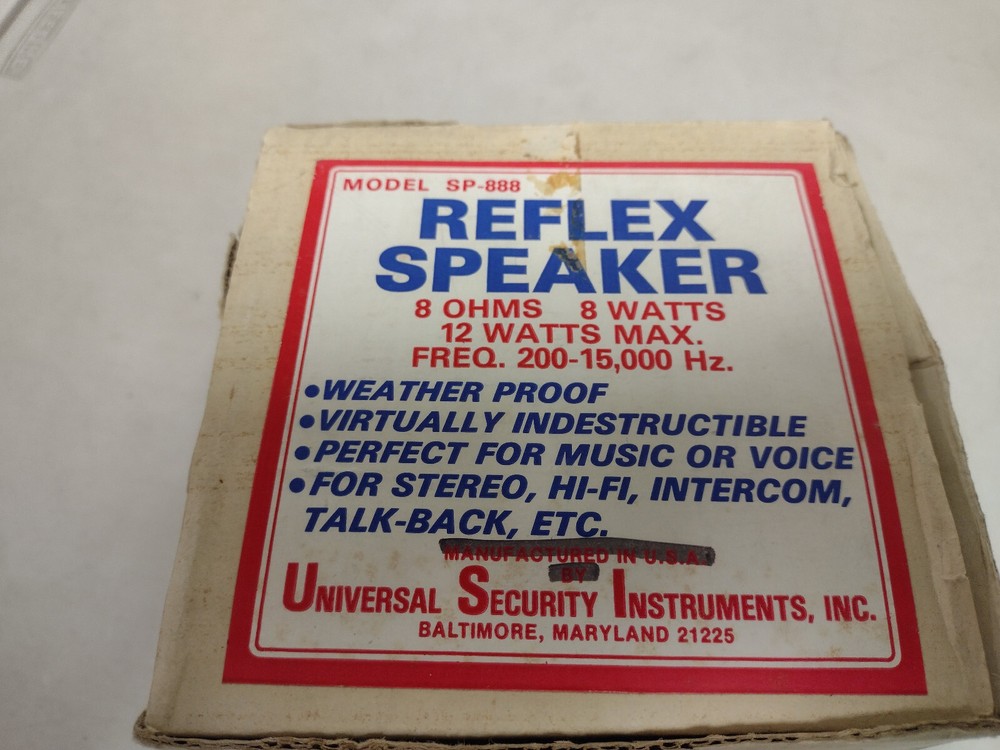 MODEL SP-888
REFLEX
SPEAKER
8 OHMS 8 WATTS
12 WATTS MAX.
FREQ. 200-15,000 Hz.
•WEATHER PROOF
•VIRTUALLY INDESTRUCTIBLE
•PERFECT FOR MUSIC OR VOICE
•FOR STEREO, HI-FI, INTERCOM,
TALK-BACK, ETC.
MANUFACTURED IN U.S.A.
BY
UNIVERSAL SECURITY INSTRUMENTS, INC.
BALTIMORE, MARYLAND 21225